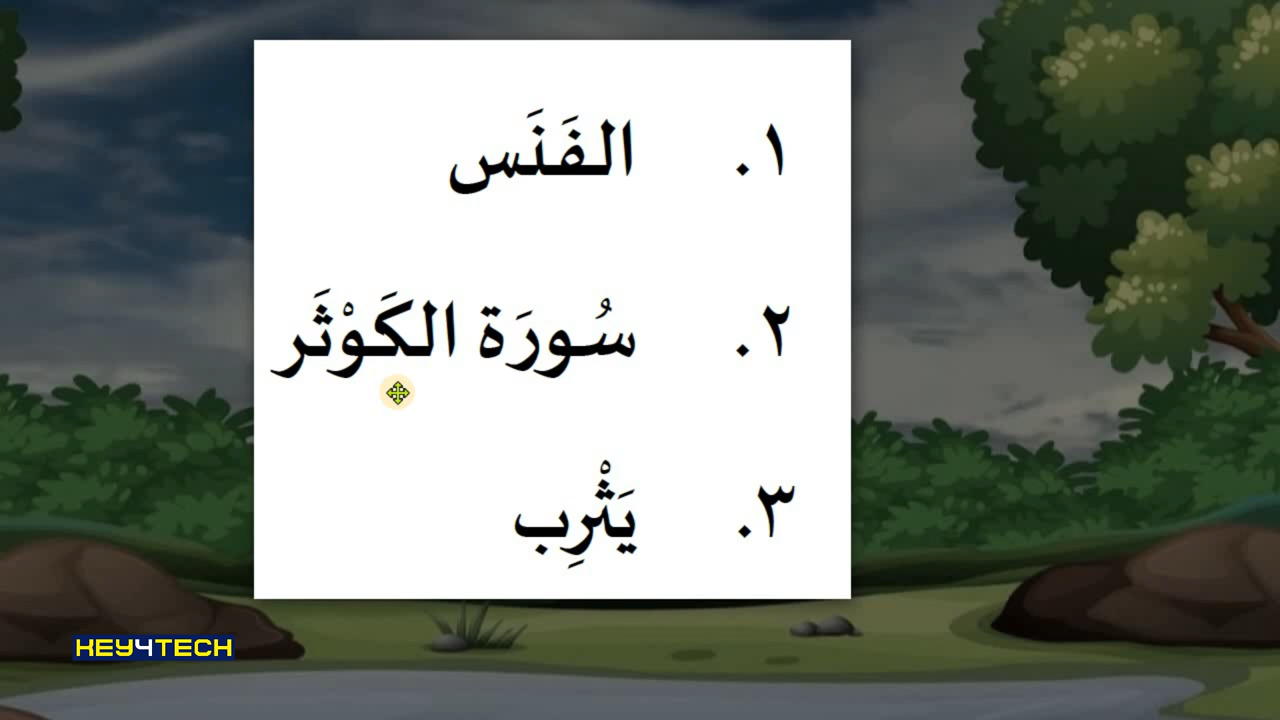 ١. الفَنَس
٢. سُورَة الكَوْثَر
٣. يَثْرِب
KEY4TECH